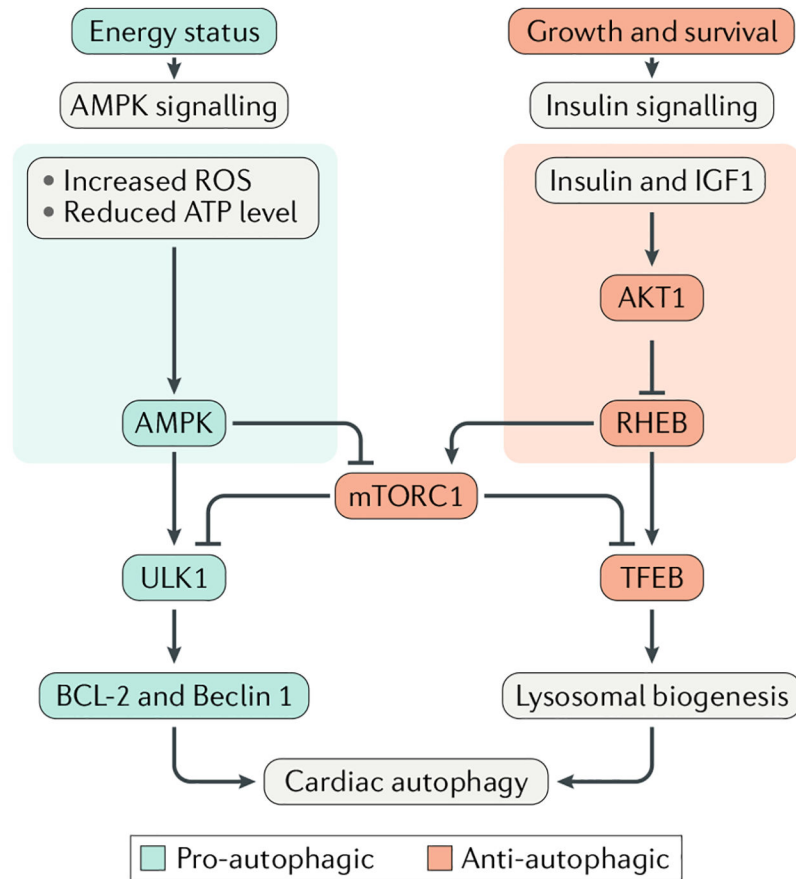 Energy status
Growth and survival
AMPK signalling
Insulin signalling
• Increased ROS
• Reduced ATP level
Insulin and IGF1
AKT1
AMPK
RHEB
mTORC1
ULK1
TFEB
BCL-2 and Beclin 1
Lysosomal biogenesis
Cardiac autophagy
Pro-autophagic
Anti-autophagic